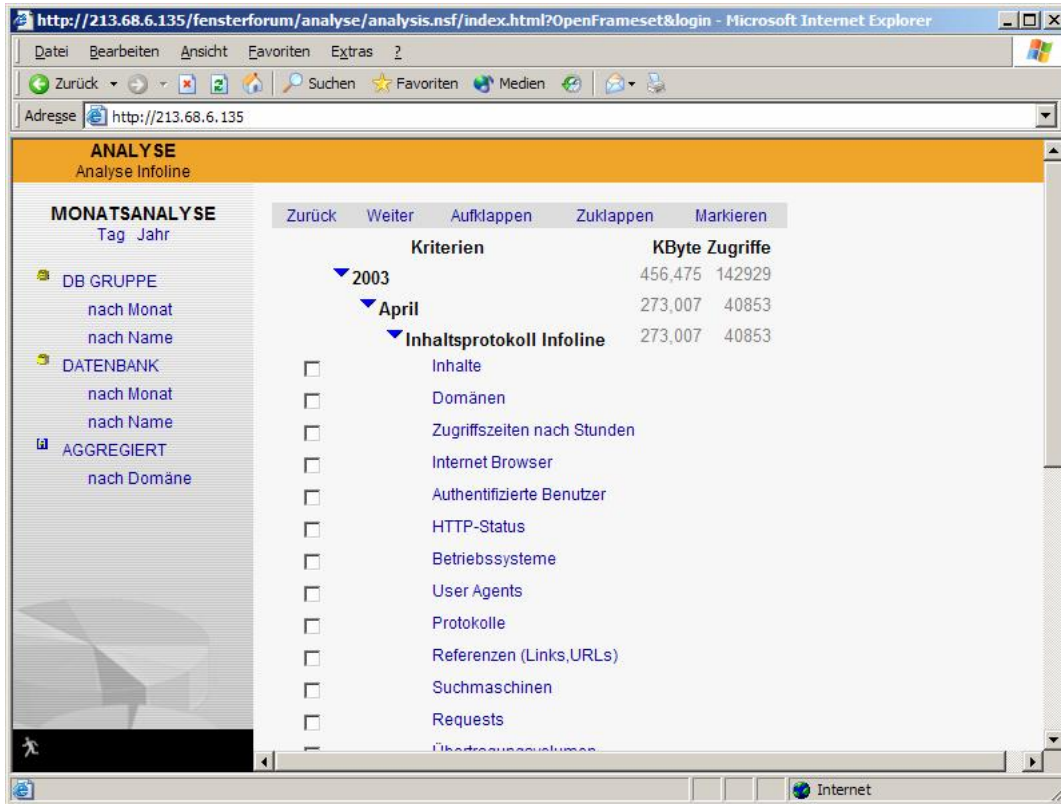 http://213.68.6.135/fensterforum/analyse/analysis.nsf/index.html?OpenFrameset&login - Microsoft Internet Explorer
Datei Bearbeiten Ansicht Favoriten Extras ?
Zurück Suchen Favoriten Medien
Adresse http://213.68.6.135
ANALYSE
Analyse Infoline
MONATSANALYSE
Tag Jahr
DB GRUPPE
nach Monat
nach Name
DATENBANK
nach Monat
nach Name
AGGREGIERT
nach Domäne
Zurück Weiter Aufklappen Zuklappen Markieren
Kriterien KByte Zugriffe
2003 456,475 142929
April 273,007 40853
Inhaltsprotokoll Infoline 273,007 40853
Inhalte
Domänen
Zugriffszeiten nach Stunden
Internet Browser
Authentifizierte Benutzer
HTTP-Status
Betriebssysteme
User Agents
Protokolle
Referenzen (Links,URLs)
Suchmaschinen
Requests
Übertragungsvolumen
Internet